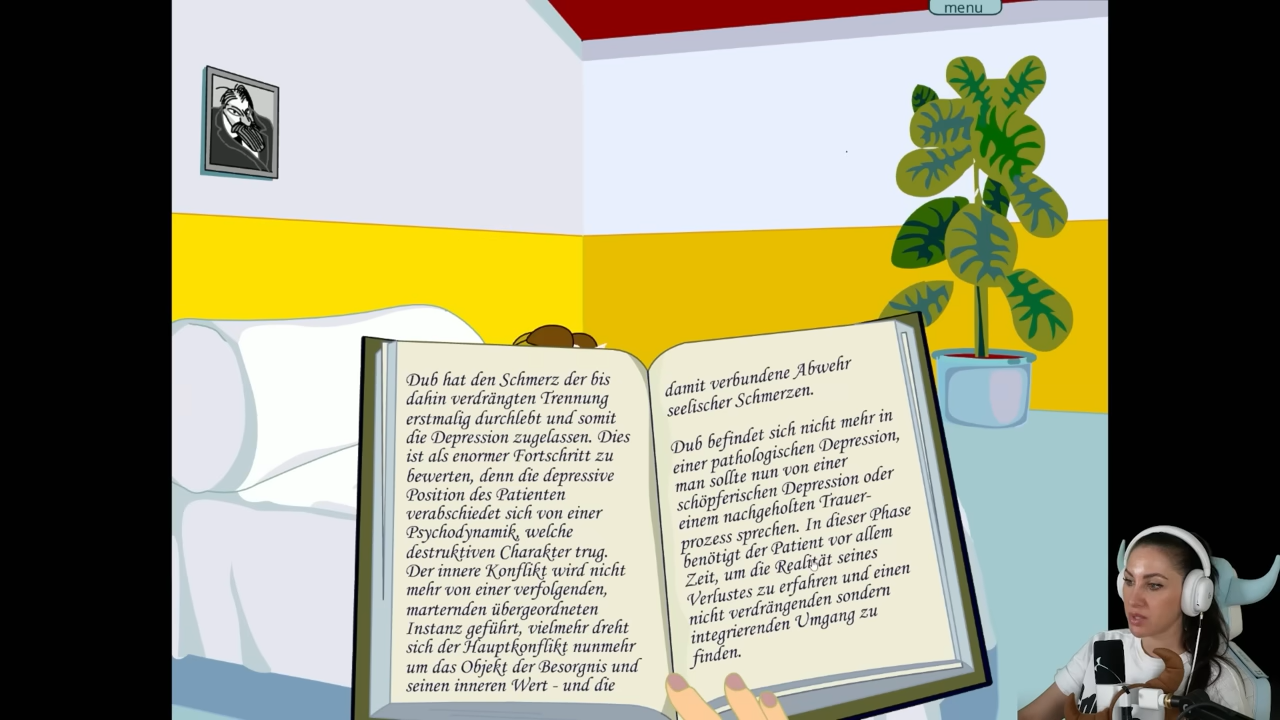 menu
Dub hat den Schmerz der bis
dahin verdrängten Trennung
erstmalig durchlebt und somit
die Depression zugelassen. Dies
ist als enormer Fortschritt zu
bewerten, denn die depressive
Position des Patienten
verabschiedet sich von einer
Psychodynamik, welche
destruktiven Charakter trug.
Der innere Konflikt wird nicht
mehr von einer verfolgenden,
marternden übergeordneten
Instanz geführt, vielmehr dreht
sich der Hauptkonflikt nunmehr
um das Objekt der Besorgnis und
seinen inneren Wert - und die
damit verbundene Abwehr
seelischer Schmerzen.
Dub befindet sich nicht mehr in
einer pathologischen Depression,
man sollte nun von einer
schöpferischen Depression oder
einem nachgeholten Trauer-
prozess sprechen. In dieser Phase
benötigt der Patient vor allem
Zeit, um die Realität seines
Verlustes zu erfahren und einen
nicht verdrängenden sondern
integrierenden Umgang zu
finden.